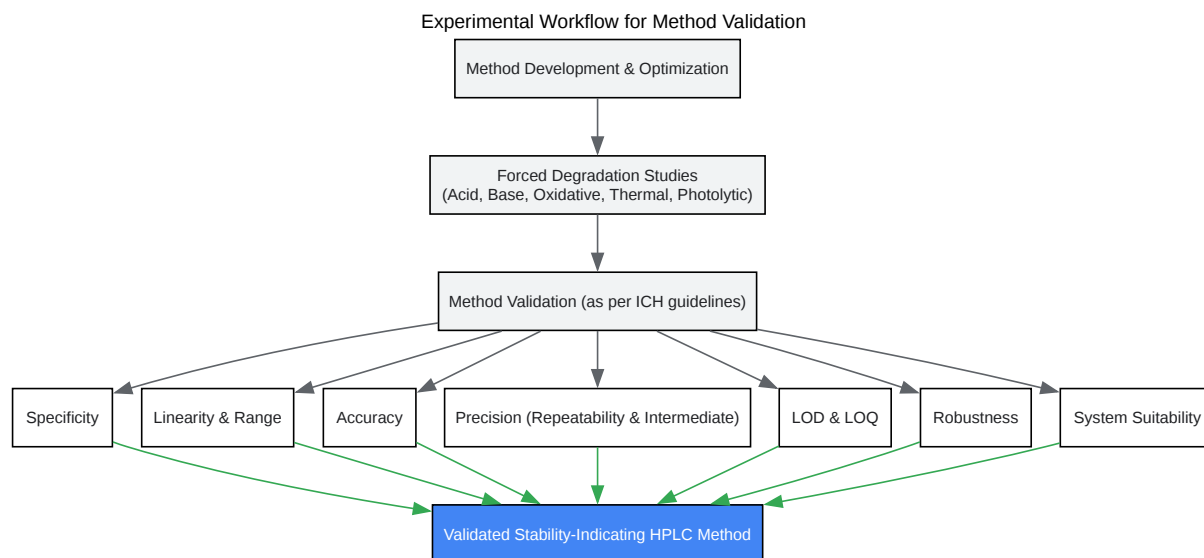 Experimental Workflow for Method Validation
Method Development & Optimization
Forced Degradation Studies
(Acid, Base, Oxidative, Thermal, Photolytic)
Method Validation (as per ICH guidelines)
Specificity
Linearity & Range
Accuracy
Precision (Repeatability & Intermediate)
LOD & LOQ
Robustness
System Suitability
Validated Stability-Indicating HPLC Method